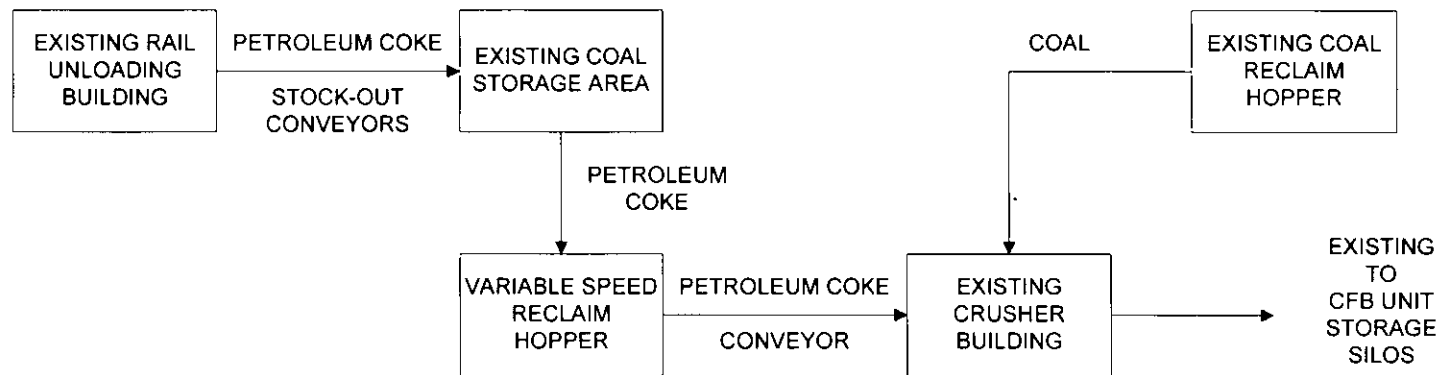 EXISTING RAIL
UNLOADING
BUILDING
PETROLEUM COKE
STOCK-OUT
CONVEYORS
EXISTING COAL
STORAGE AREA
COAL
EXISTING COAL
RECLAIM
HOPPER
PETROLEUM
COKE
VARIABLE SPEED
RECLAIM
HOPPER
PETROLEUM COKE
CONVEYOR
EXISTING
CRUSHER
BUILDING
EXISTING
TO
CFB UNIT
STORAGE
SILOS